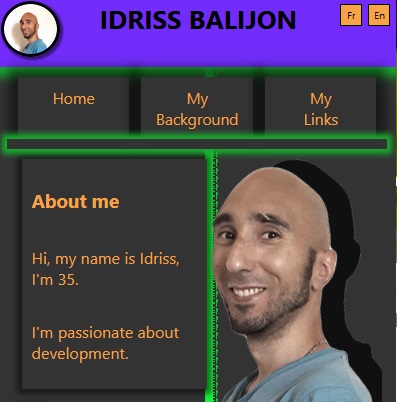 IDRISS BALIJON
Fr
En
Home
My
Background
My
Links
About me
Hi, my name is Idriss,
I'm 35.
I'm passionate about
development.